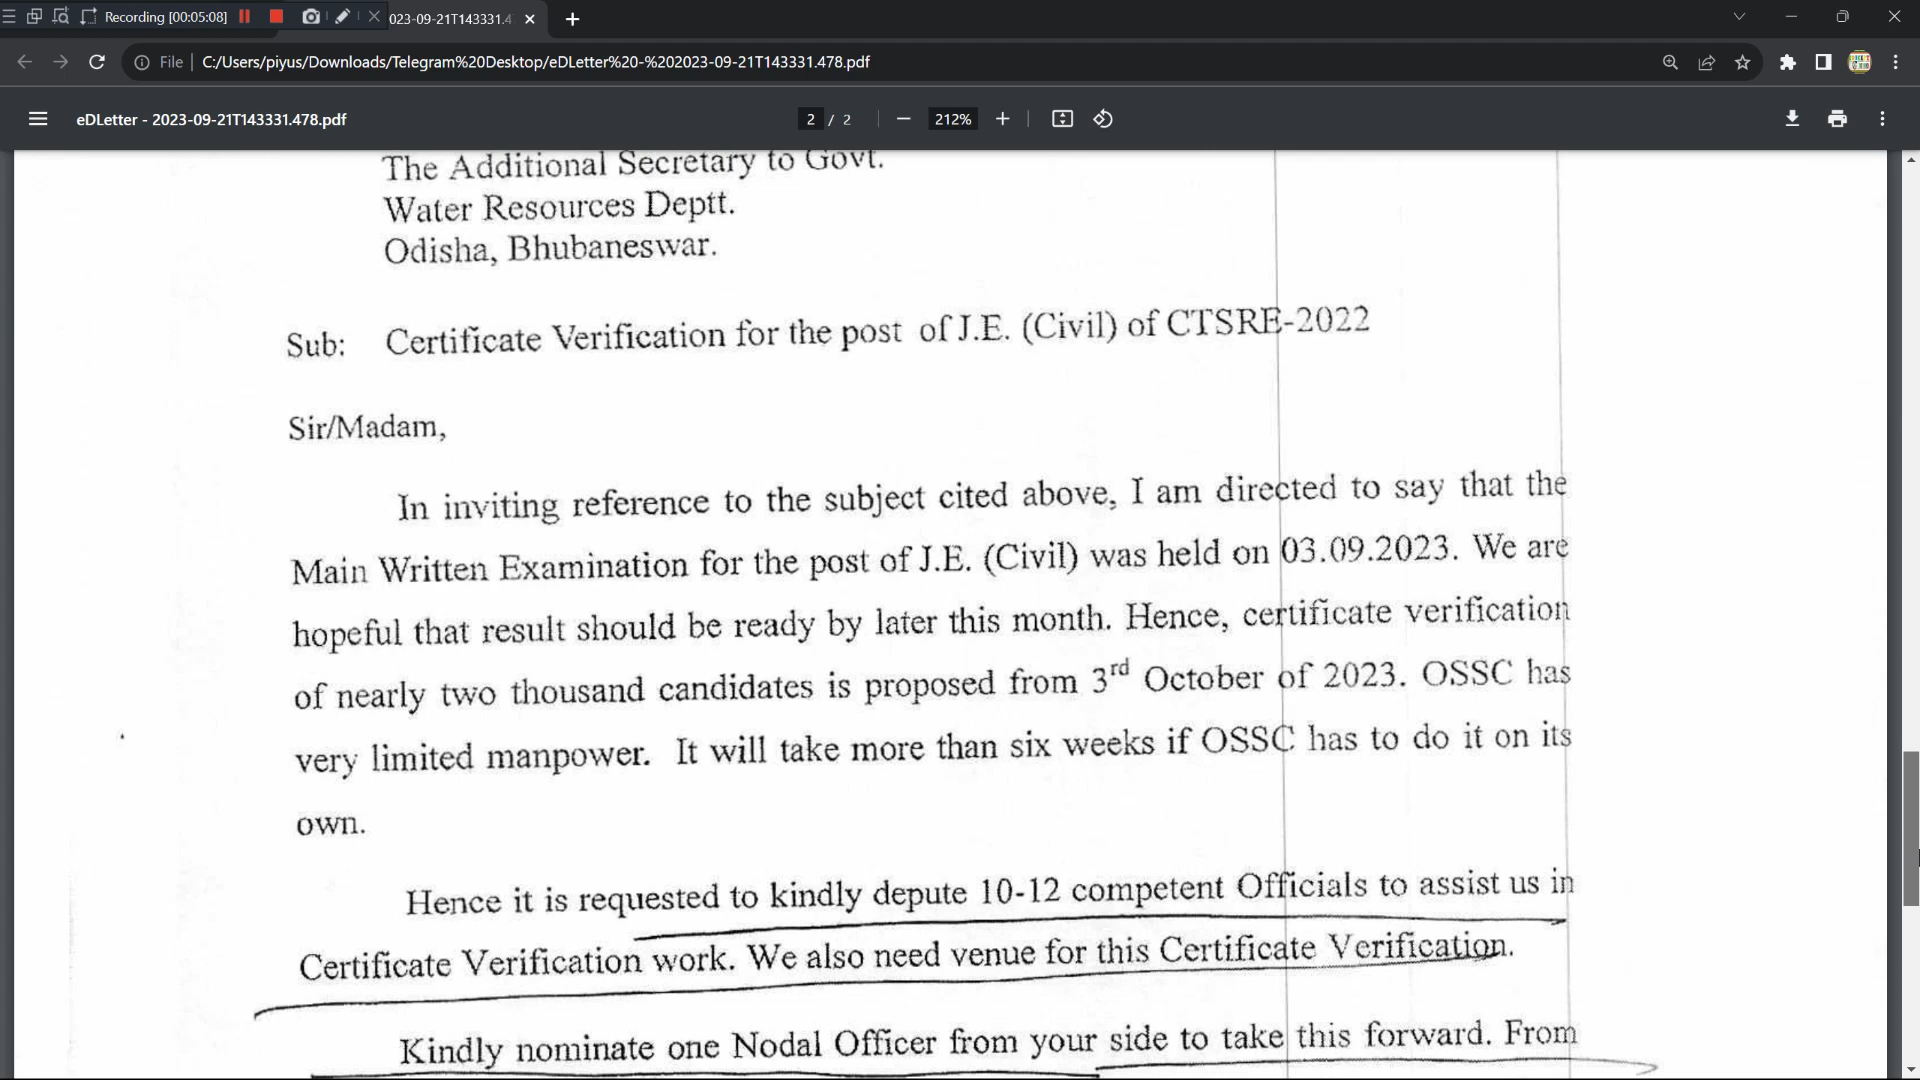 Recording [00:05:08]
023-09-21T143331.4
File
C:/Users/piyus/Downloads/Telegram%20Desktop/eDLetter%20-%202023-09-21T143331.478.pdf
eDLetter - 2023-09-21T143331.478.pdf
2 / 2
212%
The Additional Secretary to Govt.
Water Resources Deptt.
Odisha, Bhubaneswar.
Sub: Certificate Verification for the post of J.E. (Civil) of CTSRE-2022
Sir/Madam,
In inviting reference to the subject cited above, I am directed to say that the
Main Written Examination for the post of J.E. (Civil) was held on 03.09.2023. We are
hopeful that result should be ready by later this month. Hence, certificate verification
of nearly two thousand candidates is proposed from 3rd October of 2023. OSSC has
very limited manpower. It will take more than six weeks if OSSC has to do it on its
own.
Hence it is requested to kindly depute 10-12 competent Officials to assist us in
Certificate Verification work. We also need venue for this Certificate Verification.
Kindly nominate one Nodal Officer from your side to take this forward. From